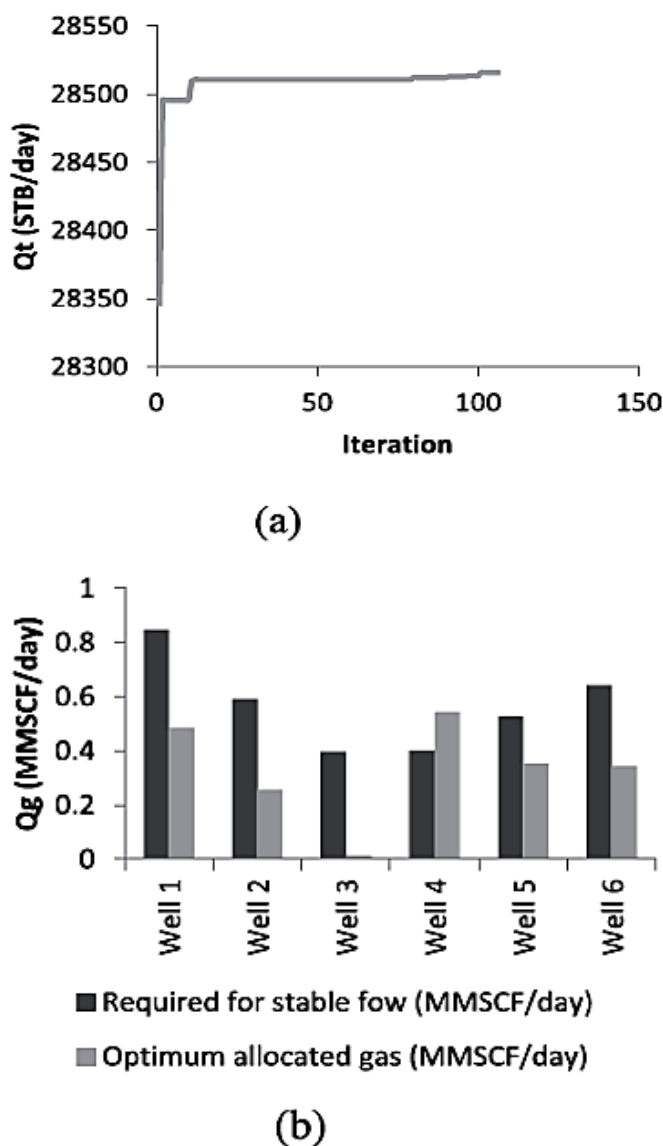 28550
28500
28450
28400
28350
28300
Qt (STB/day)
0 50 100 150
Iteration
(a)
1
0.8
0.6
0.4
0.2
0
Qg (MMSCF/day)
Well 1 Well 2 Well 3 Well 4 Well 5 Well 6
Required for stable fow (MMSCF/day)
Optimum allocated gas (MMSCF/day)
(b)